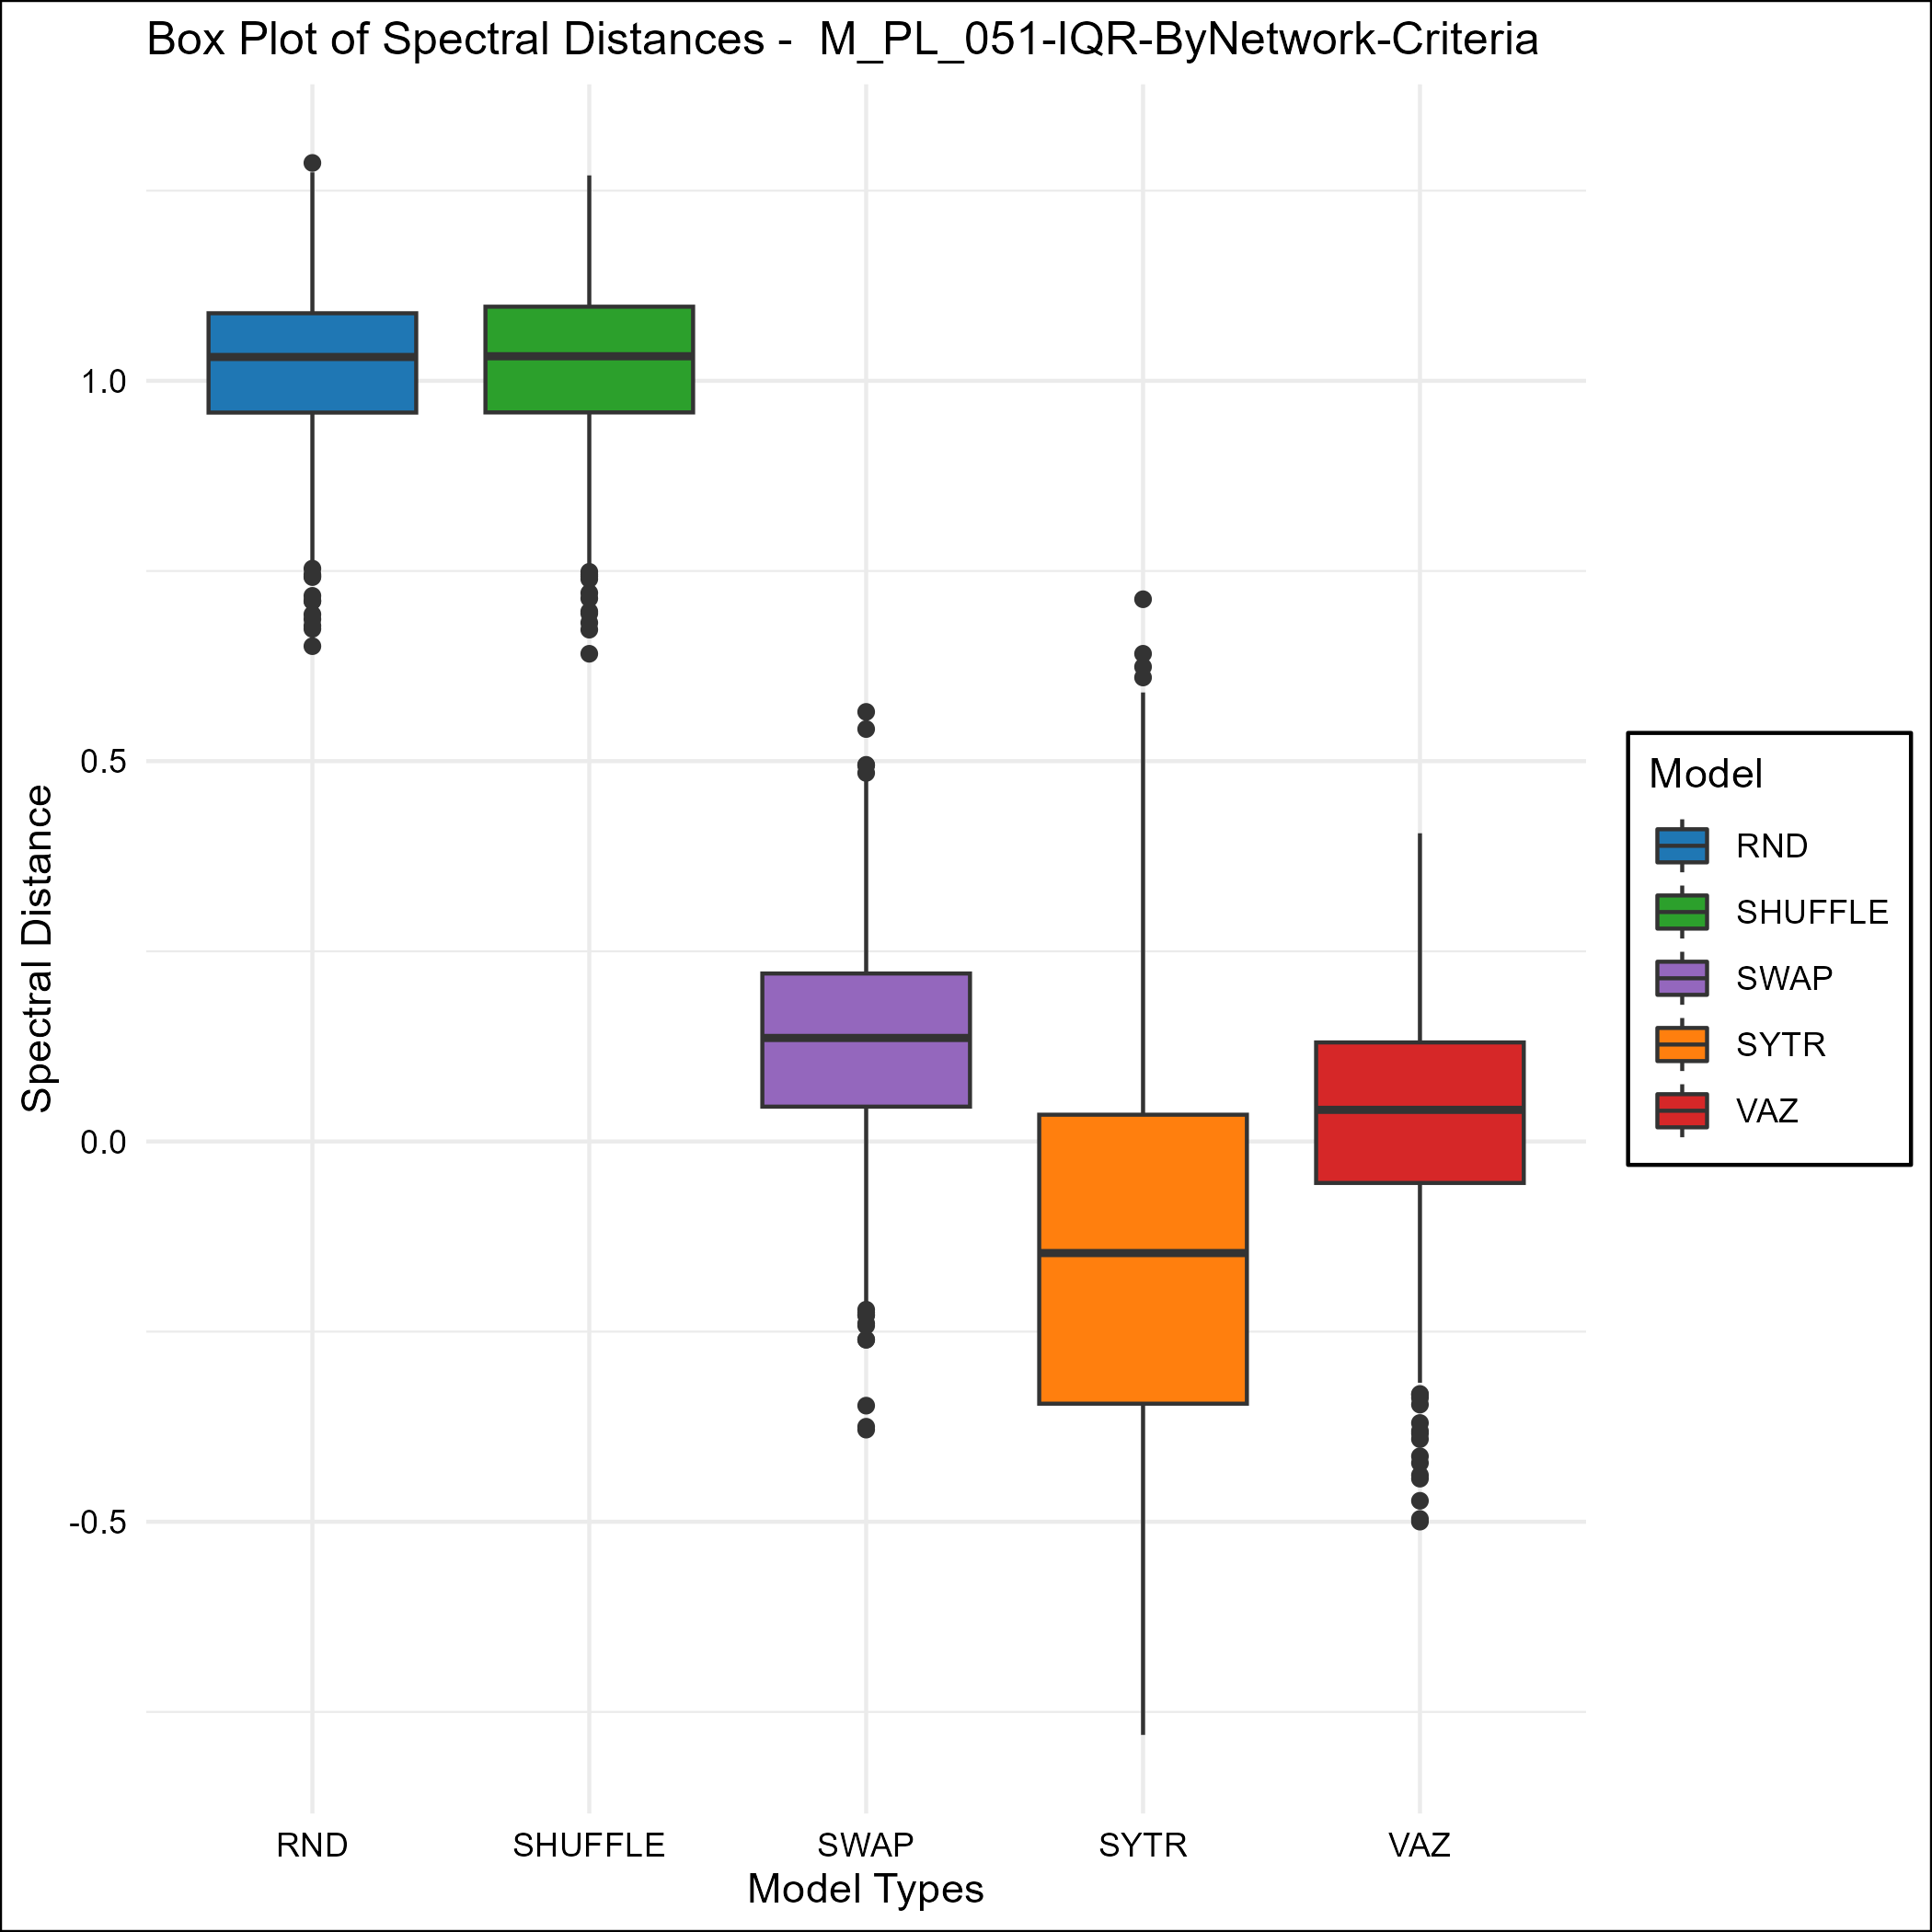 Box Plot of Spectral Distances -  M_PL_051-IQR-ByNetwork-Criteria
1.0
0.5
0.0
-0.5
Spectral Distance
RND SHUFFLE SWAP SYTR VAZ
Model Types
Model
RND
SHUFFLE
SWAP
SYTR
VAZ